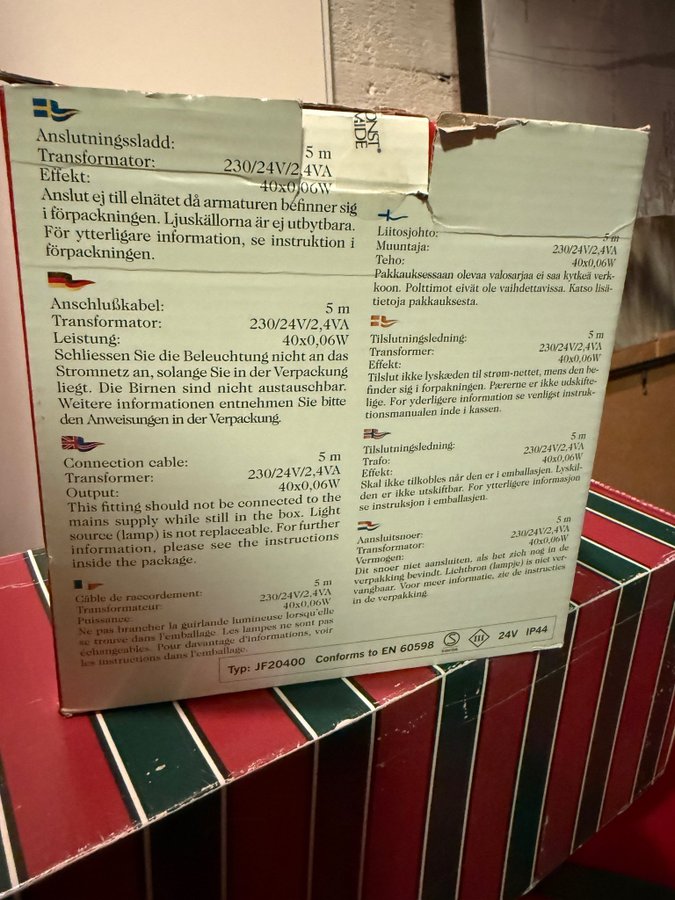 Anslutningssladd: 5 m
Transformator: 230/24V/2,4VA
Effekt: 40x0,06W
Anslut ej till elnätet då armaturen befinner sig
i förpackningen. Ljuskällorna är ej utbytbara.
För ytterligare information, se instruktion i
förpackningen.
Anschlußkabel: 5 m
Transformator: 230/24V/2,4VA
Leistung: 40x0,06W
Schliessen Sie die Beleuchtung nicht an das
Stromnetz an, solange Sie in der Verpackung
liegt. Die Birnen sind nicht austauschbar.
Weitere informationen entnehmen Sie bitte
den Anweisungen in der Verpackung.
Connection cable: 5 m
Transformer: 230/24V/2,4VA
Output: 40x0,06W
This fitting should not be connected to the
mains supply while still in the box. Light
source (lamp) is not replaceable. For further
information, please see the instructions
inside the package.
Câble de raccordement: 5 m
Transformateur: 230/24V/2,4VA
Puissance: 40x0,06W
Ne pas brancher la guirlande lumineuse lorsqu'elle
se trouve dans l'emballage. Les lampes ne sont pas
échangeables. Pour davantage d'informations, voir
les instructions dans l'emballage.
ONST
MIDE
Liitosjohto: 5 m
Muuntaja: 230/24V/2,4VA
Teho: 40x0,06W
Pakkauksessaan olevaa valosarjaa ei saa kytkeä verk-
koon. Polttimot eivät ole vaihdettavissa. Katso lisä-
tietoja pakkauksesta.
Tilslutningsledning: 5 m
Transformer: 230/24V/2,4VA
Effekt: 40x0,06W
Tilslut ikke lyskæden til strøm-nettet, mens den be-
finder sig i forpakningen. Pærerne er ikke udskifte-
lige. For yderligere information se venligst instruk-
tionsmanualen inde i kassen.
Tilslutningsledning: 5 m
Trafo: 230/24V/2,4VA
Effekt: 40x0,06W
Skal ikke tilkobles når den er i emballasjen. Lyskil-
den er ikke utskiftbar. For ytterligere informasjon
se instruksjon i emballasjen.
Aansluitsnoer: 5 m
Transformator: 230/24V/2,4VA
Vermogen: 40x0,06W
Dit snoer niet aansluiten, als het zich nog in de
verpakking bevindt. Lichtbron (lampje) is niet ver-
vangbaar. Voor meer informatie, zie de instructies
in de verpakking.
Typ: JF20400 Conforms to EN 60598 S III 24V IP44